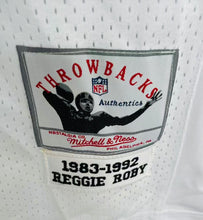 THROWBACKS
NFL
Authentics
NOSTALGIA CO.
Mitchell & Ness
PHILADELPHIA, PA.
1983-1992
REGGIE ROBY